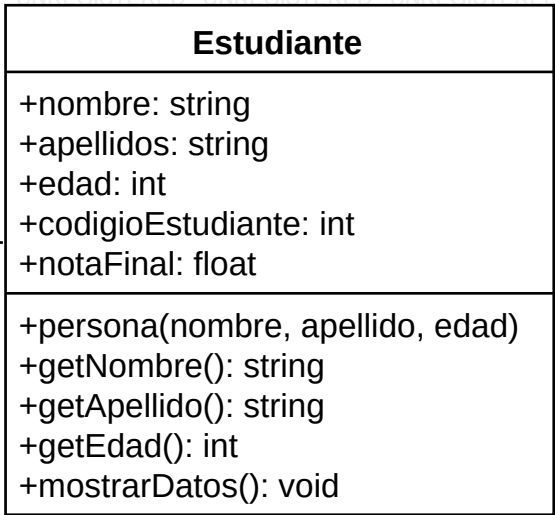 Estudiante
+nombre: string
+apellidos: string
+edad: int
+codigioEstudiante: int
+notaFinal: float
+persona(nombre, apellido, edad)
+getNombre(): string
+getApellido(): string
+getEdad(): int
+mostrarDatos(): void